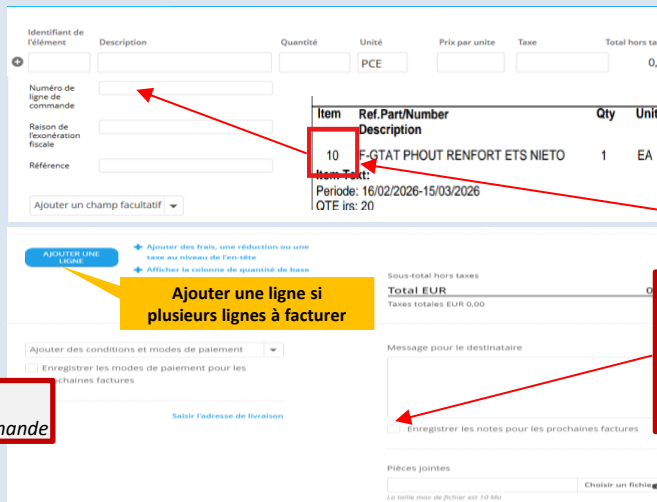 Identifiant de
l'élément
Description
Quantité
Unité
Prix par unite
Taxe
Total hors ta
PCE
0,
Numéro de
ligne de
commande
Raison de
l'exonération
fiscale
Référence
Ajouter un champ facultatif
Item Ref.Part/Number Qty Unit
Description
10 F-GTAT PHOUT RENFORT ETS NIETO 1 EA
Item Text:
Periode: 16/02/2026-15/03/2026
QTE irs: 20
AJOUTER UNE
LIGNE
Ajouter des frais, une réduction ou une
taxe au niveau de l'en-tête
Afficher la colonne de quantité de base
Ajouter une ligne si
plusieurs lignes à facturer
Sous-total hors taxes
Total EUR 0
Taxes totales EUR 0.00
Ajouter des conditions et modes de paiement
Enregistrer les modes de paiement pour les
prochaines factures
mande
Saisir l'adresse de livraison
Message pour le destinataire
Enregistrer les notes pour les prochaines factures
Pièces jointes
Choisir un fichie
La taille max de fichier est 10 Mo